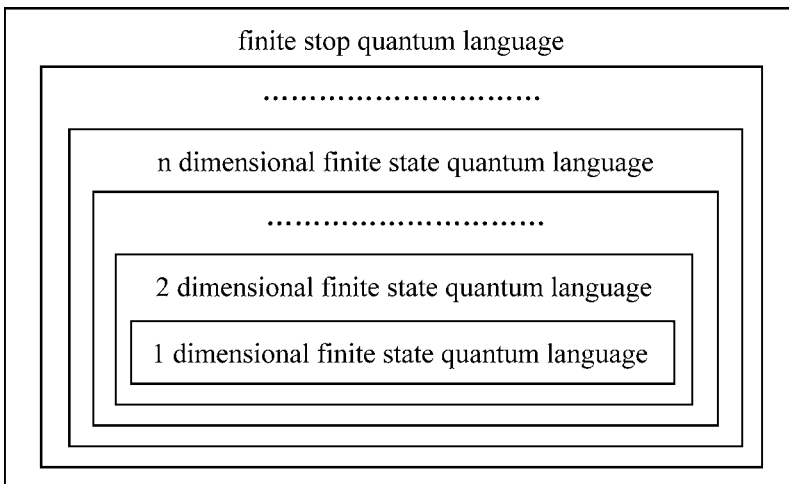 finite stop quantum language
..............................
n dimensional finite state quantum language
..............................
2 dimensional finite state quantum language
1 dimensional finite state quantum language